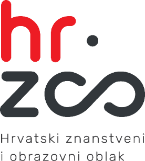 hr.
zoo
Hrvatski znanstveni
i obrazovni oblak